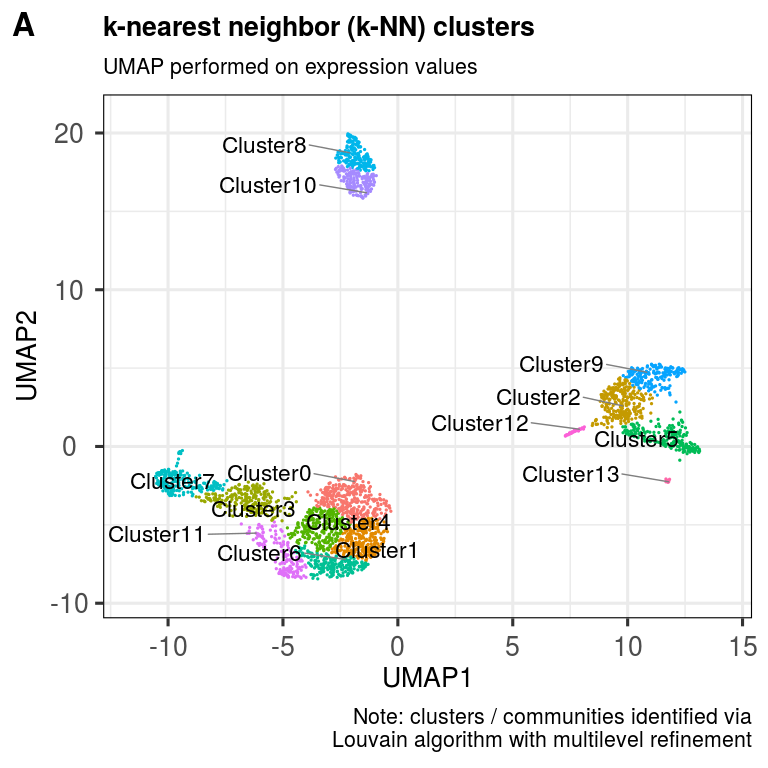 A
k-nearest neighbor (k-NN) clusters
UMAP performed on expression values
UMAP2
20
10
0
-10
Cluster8
Cluster10
Cluster9
Cluster2
Cluster12
Cluster5
Cluster13
Cluster7
Cluster0
Cluster3
Cluster4
Cluster11
Cluster6
Cluster1
-10
-5
0
5
10
15
UMAP1
Note: clusters / communities identified via
Louvain algorithm with multilevel refinement